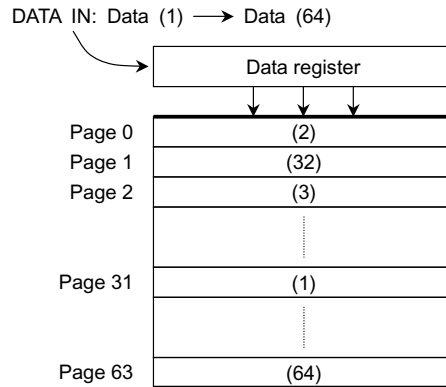 DATA IN: Data (1) → Data (64)
Data register
Page 0 (2)
Page 1 (32)
Page 2 (3)
Page 31 (1)
Page 63 (64)